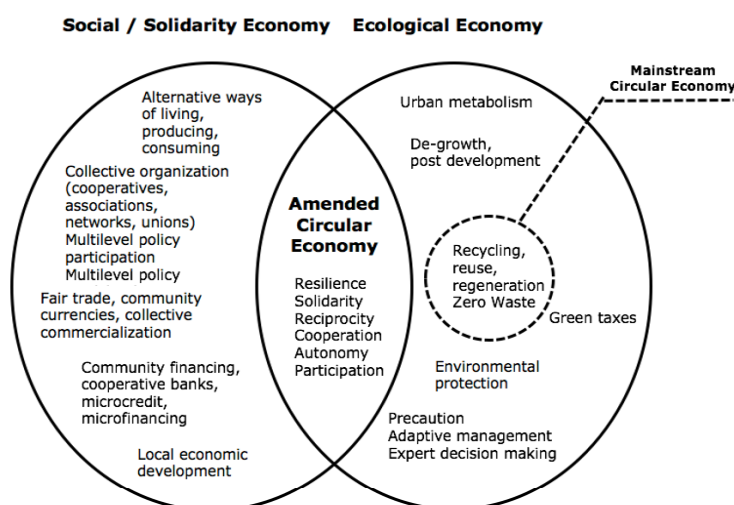 Social / Solidarity Economy
Ecological Economy
Mainstream
Circular Economy
Alternative ways
of living,
producing,
consuming
Collective organization
(cooperatives,
associations,
networks, unions)
Multilevel policy
participation
Multilevel policy
Fair trade, community
currencies, collective
commercialization
Community financing,
cooperative banks,
microcredit,
microfinancing
Local economic
development
Amended
Circular
Economy
Resilience
Solidarity
Reciprocity
Cooperation
Autonomy
Participation
Urban metabolism
De-growth,
post development
Recycling,
reuse,
regeneration
Zero Waste
Green taxes
Environmental
protection
Precaution
Adaptive management
Expert decision making